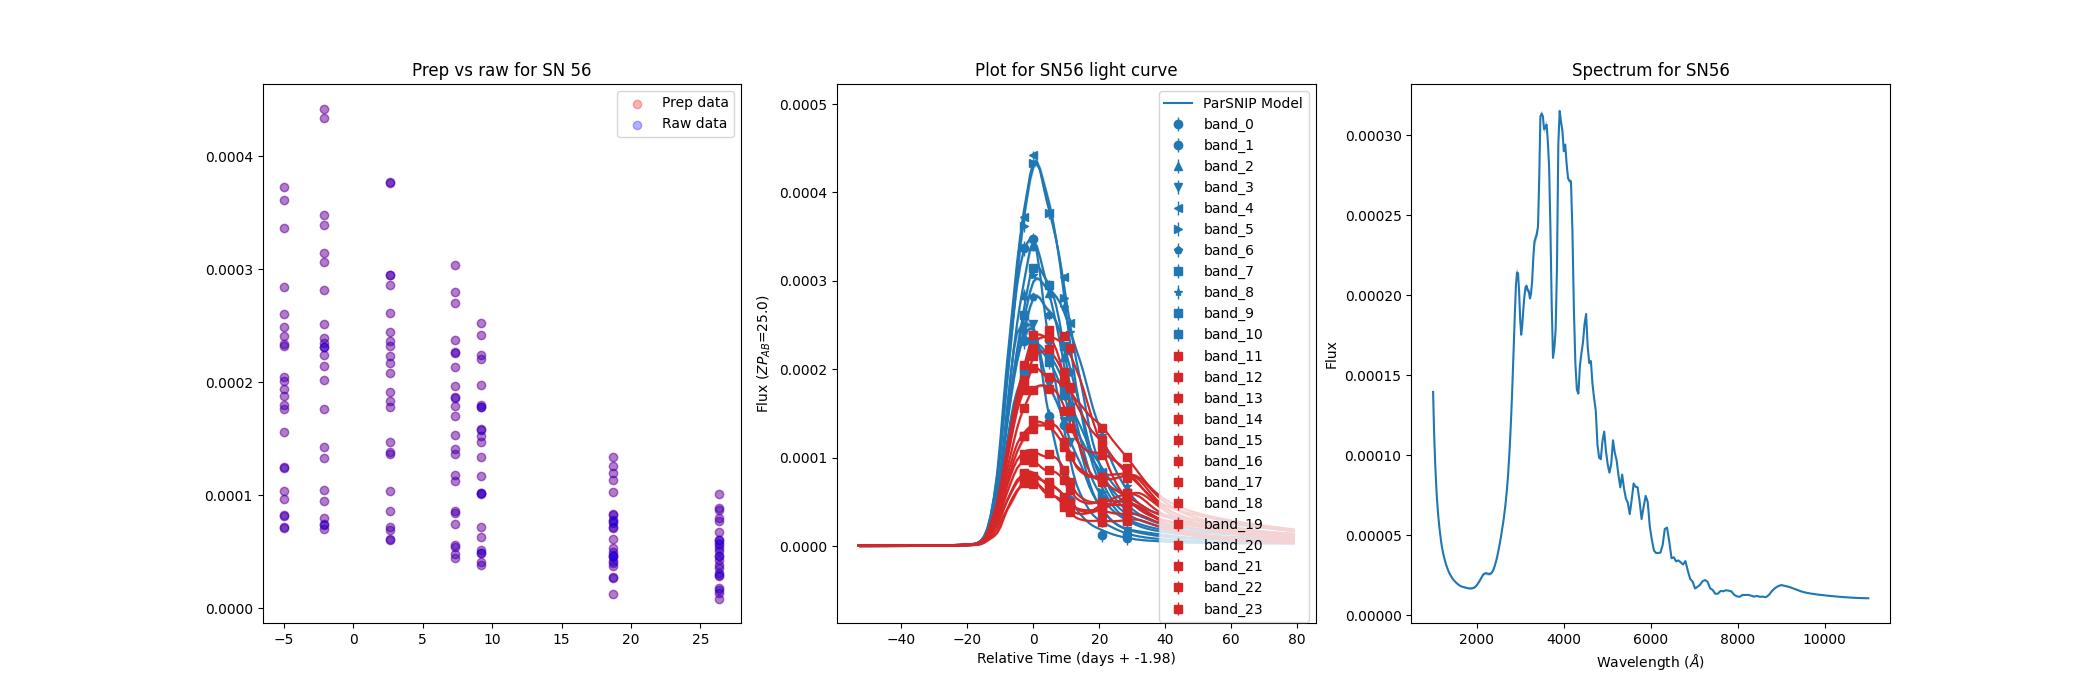 Prep vs raw for SN 56
Prep data
Raw data
0.0004
0.0003
0.0002
0.0001
0.0000
−5
0
5
10
15
20
25
Plot for SN56 light curve
Flux (ZP_AB=25.0)
0.0005
0.0004
0.0003
0.0002
0.0001
0.0000
ParSNIP Model
band_0
band_1
band_2
band_3
band_4
band_5
band_6
band_7
band_8
band_9
band_10
band_11
band_12
band_13
band_14
band_15
band_16
band_17
band_18
band_19
band_20
band_21
band_22
band_23
−40
−20
0
20
40
60
80
Relative Time (days + -1.98)
Spectrum for SN56
Flux
0.00030
0.00025
0.00020
0.00015
0.00010
0.00005
0.00000
2000
4000
6000
8000
10000
Wavelength (Å)